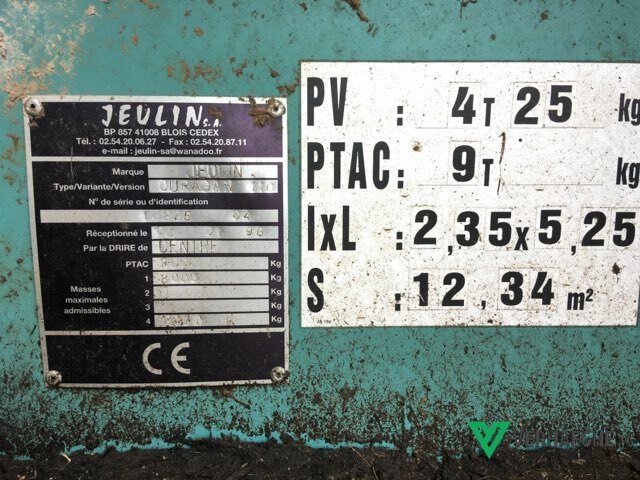 JEULIN S.A.
BP 857 41008 BLOIS CEDEX
Tél. : 02.54.20.06.27 - Fax : 02.54.20.87.11
e-mail : jeulin-sa@wanadoo.fr
Marque JEULIN
Type/Variante/Version
N° de série ou d'identification
Réceptionné le 96
Par la DRIRE de CENTRE
PTAC Kg
1 Kg
Masses maximales admissibles
2 Kg
3 Kg
4 Kg
CE
PV : 4T 25 kg
PTAC : 9T kg
lxL : 2,35x5,25
S : 12,34 m²